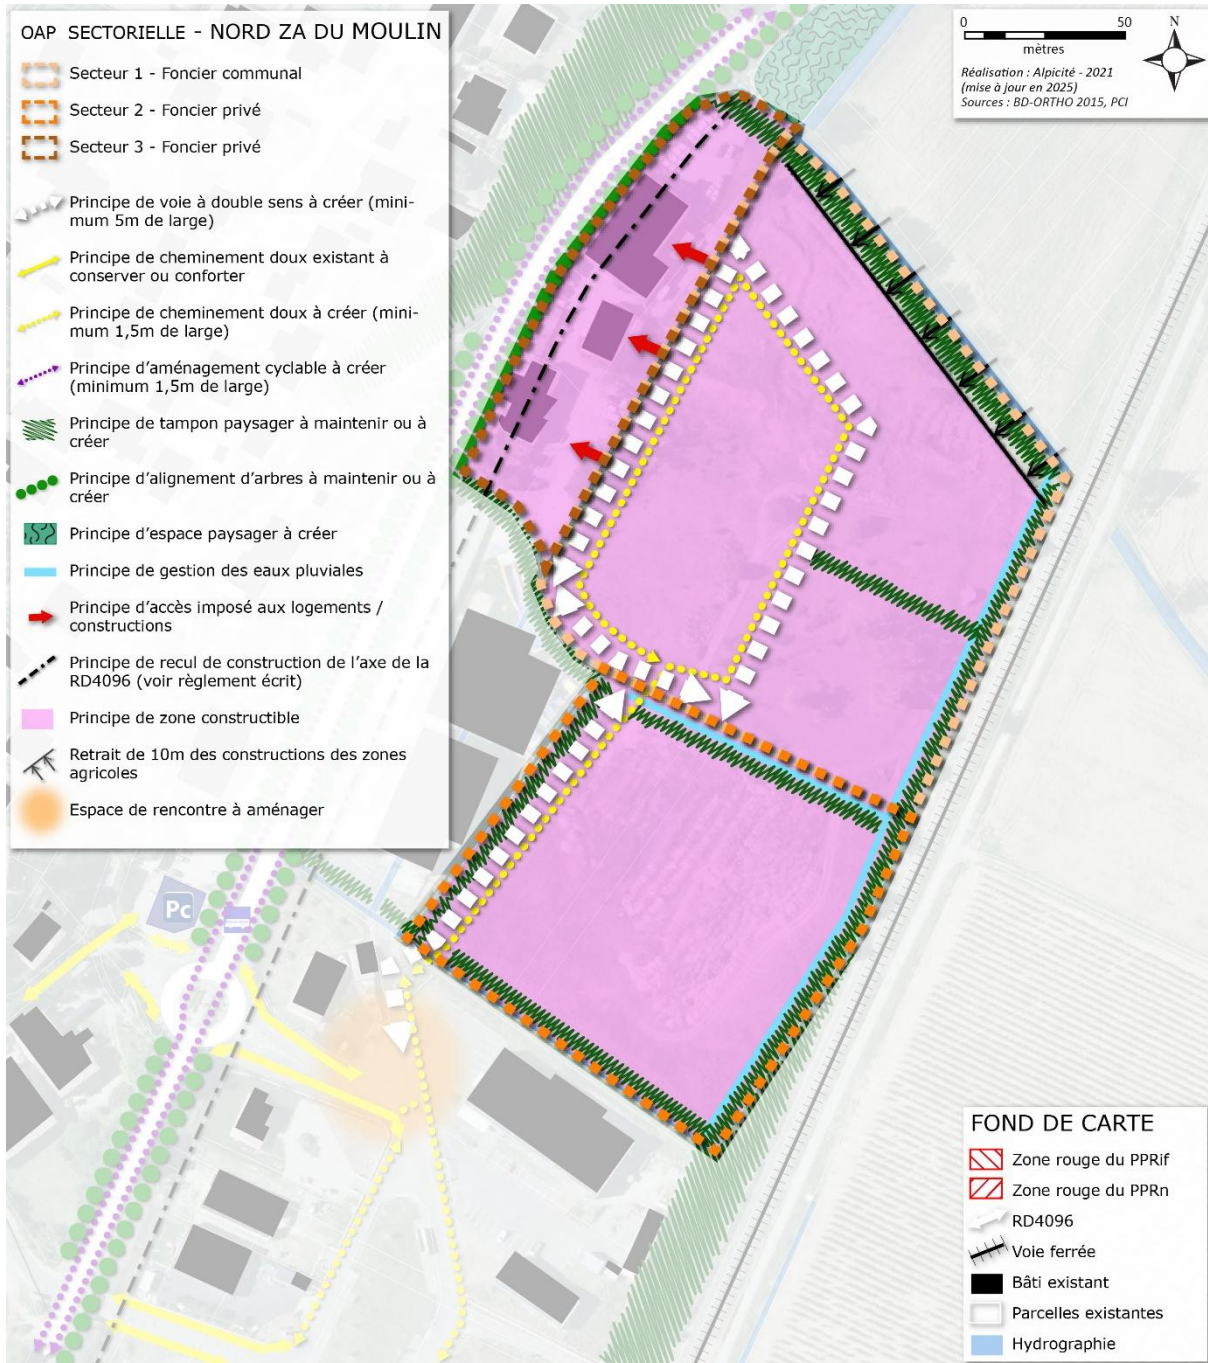 OAP SECTORIELLE - NORD ZA DU MOULIN
Secteur 1 - Foncier communal
Secteur 2 - Foncier privé
Secteur 3 - Foncier privé
Principe de voie à double sens à créer (mini-
mum 5m de large)
Principe de cheminement doux existant à
conserver ou conforter
Principe de cheminement doux à créer (mini-
mum 1,5m de large)
Principe d'aménagement cyclable à créer
(minimum 1,5m de large)
Principe de tampon paysager à maintenir ou à
créer
Principe d'alignement d'arbres à maintenir ou à
créer
Principe d'espace paysager à créer
Principe de gestion des eaux pluviales
Principe d'accès imposé aux logements /
constructions
Principe de recul de construction de l'axe de la
RD4096 (voir règlement écrit)
Principe de zone constructible
Retrait de 10m des constructions des zones
agricoles
Espace de rencontre à aménager
0 50
mètres
N
Réalisation : Alpicité - 2021
(mise à jour en 2025)
Sources : BD-ORTHO 2015, PCI
Pc
FOND DE CARTE
Zone rouge du PPRif
Zone rouge du PPRn
RD4096
Voie ferrée
Bâti existant
Parcelles existantes
Hydrographie